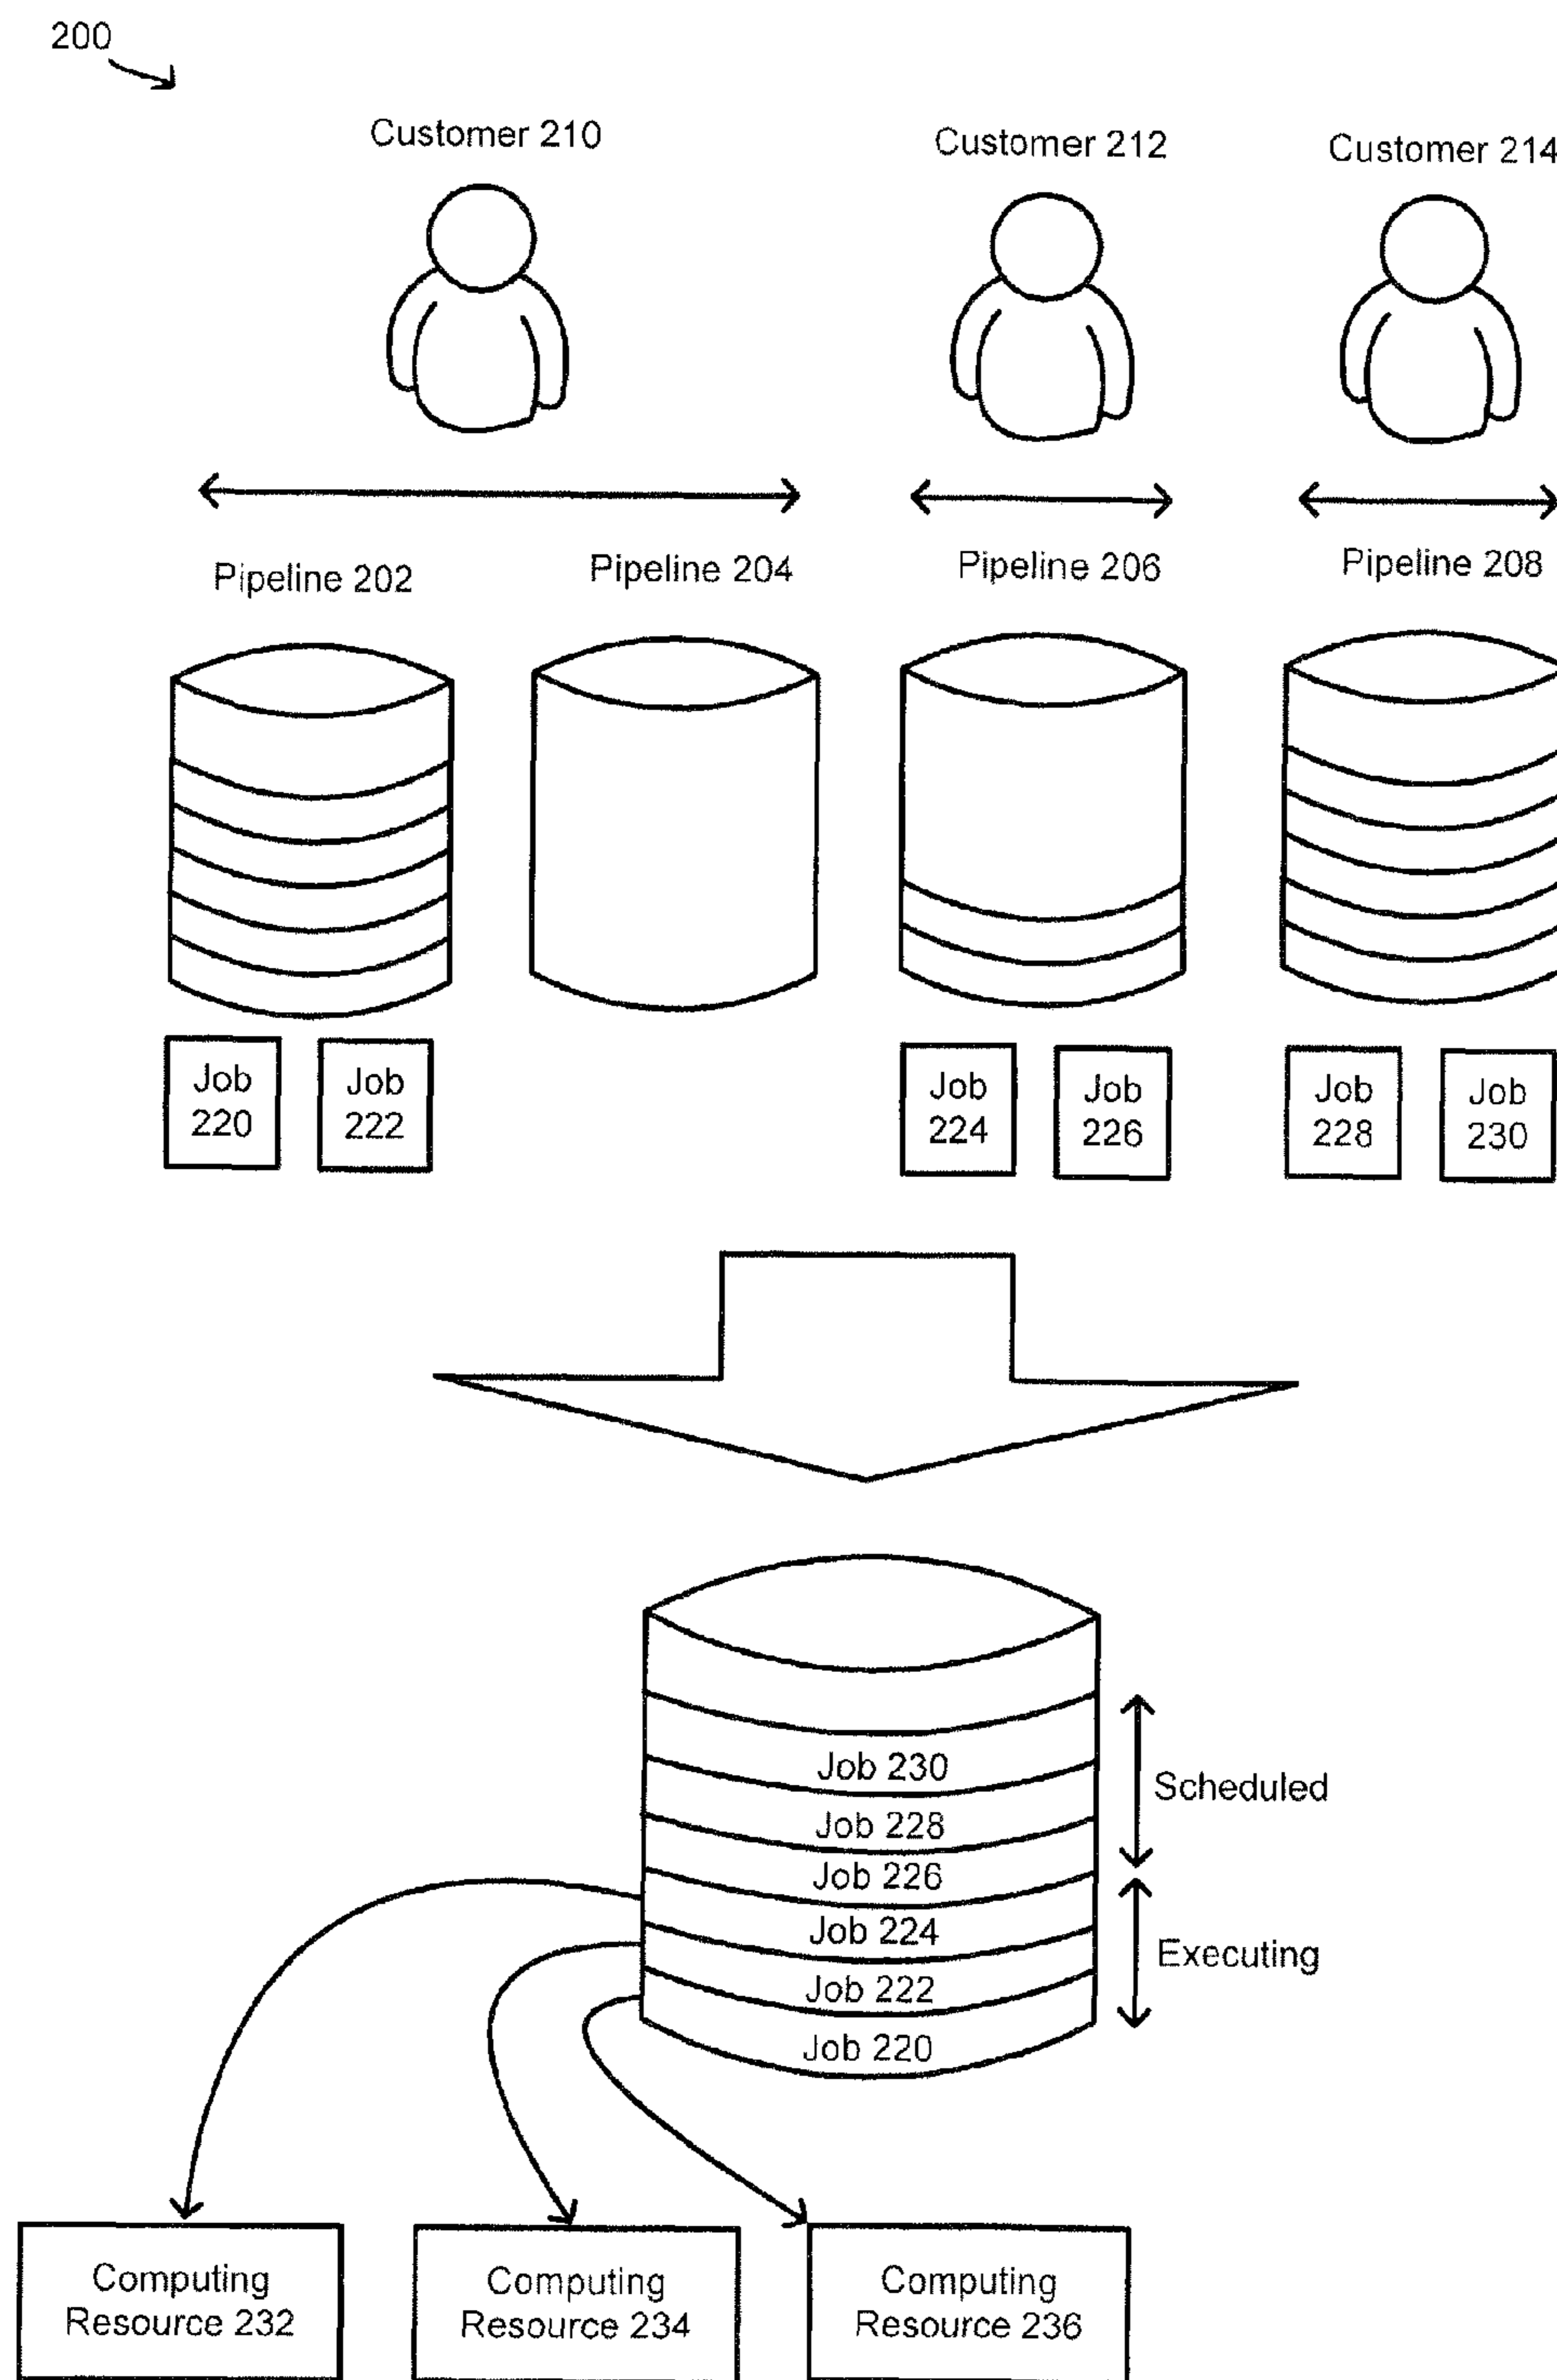 200
Customer 210
Customer 212
Customer 214
Pipeline 202
Pipeline 204
Pipeline 206
Pipeline 208
Job
220
Job
222
Job
224
Job
226
Job
228
Job
230
Job 230
Job 228
Job 226
Job 224
Job 222
Job 220
Scheduled
Executing
Computing
Resource 232
Computing
Resource 234
Computing
Resource 236